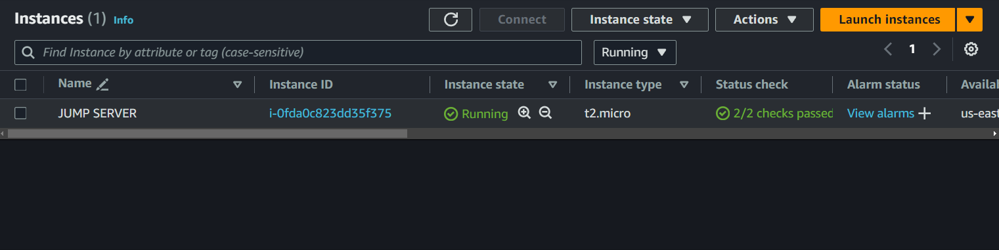 Instances (1) Info
Connect
Instance state
Actions
Launch instances
Find Instance by attribute or tag (case-sensitive)
Running
1
Name Instance ID Instance state Instance type Status check Alarm status Availal
JUMP SERVER i-0fda0c823dd35f375 Running t2.micro 2/2 checks passed View alarms us-east